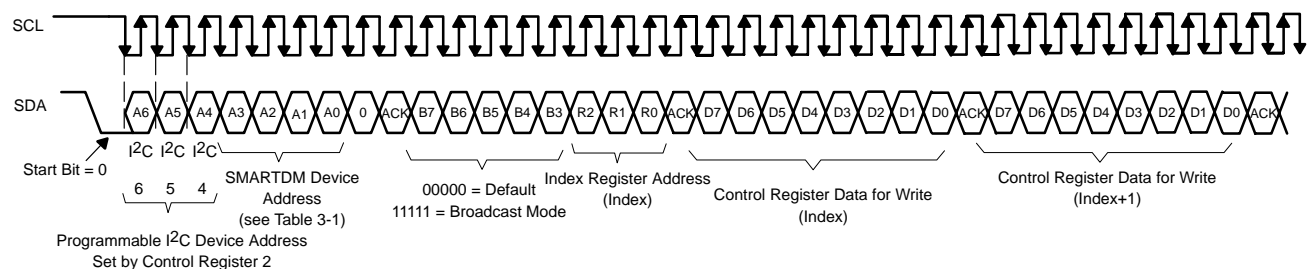 SCL
SDA
A6 A5 A4 A3 A2 A1 A0 0 ACK B7 B6 B5 B4 B3 R2 R1 R0 ACK D7 D6 D5 D4 D3 D2 D1 D0 ACK D7 D6 D5 D4 D3 D2 D1 D0 ACK
Start Bit = 0
I2C I2C I2C
6 5 4
Programmable I2C Device Address
Set by Control Register 2
SMARTDM Device
Address
(see Table 3-1)
00000 = Default
11111 = Broadcast Mode
Index Register Address
(Index)
Control Register Data for Write
(Index)
Control Register Data for Write
(Index+1)